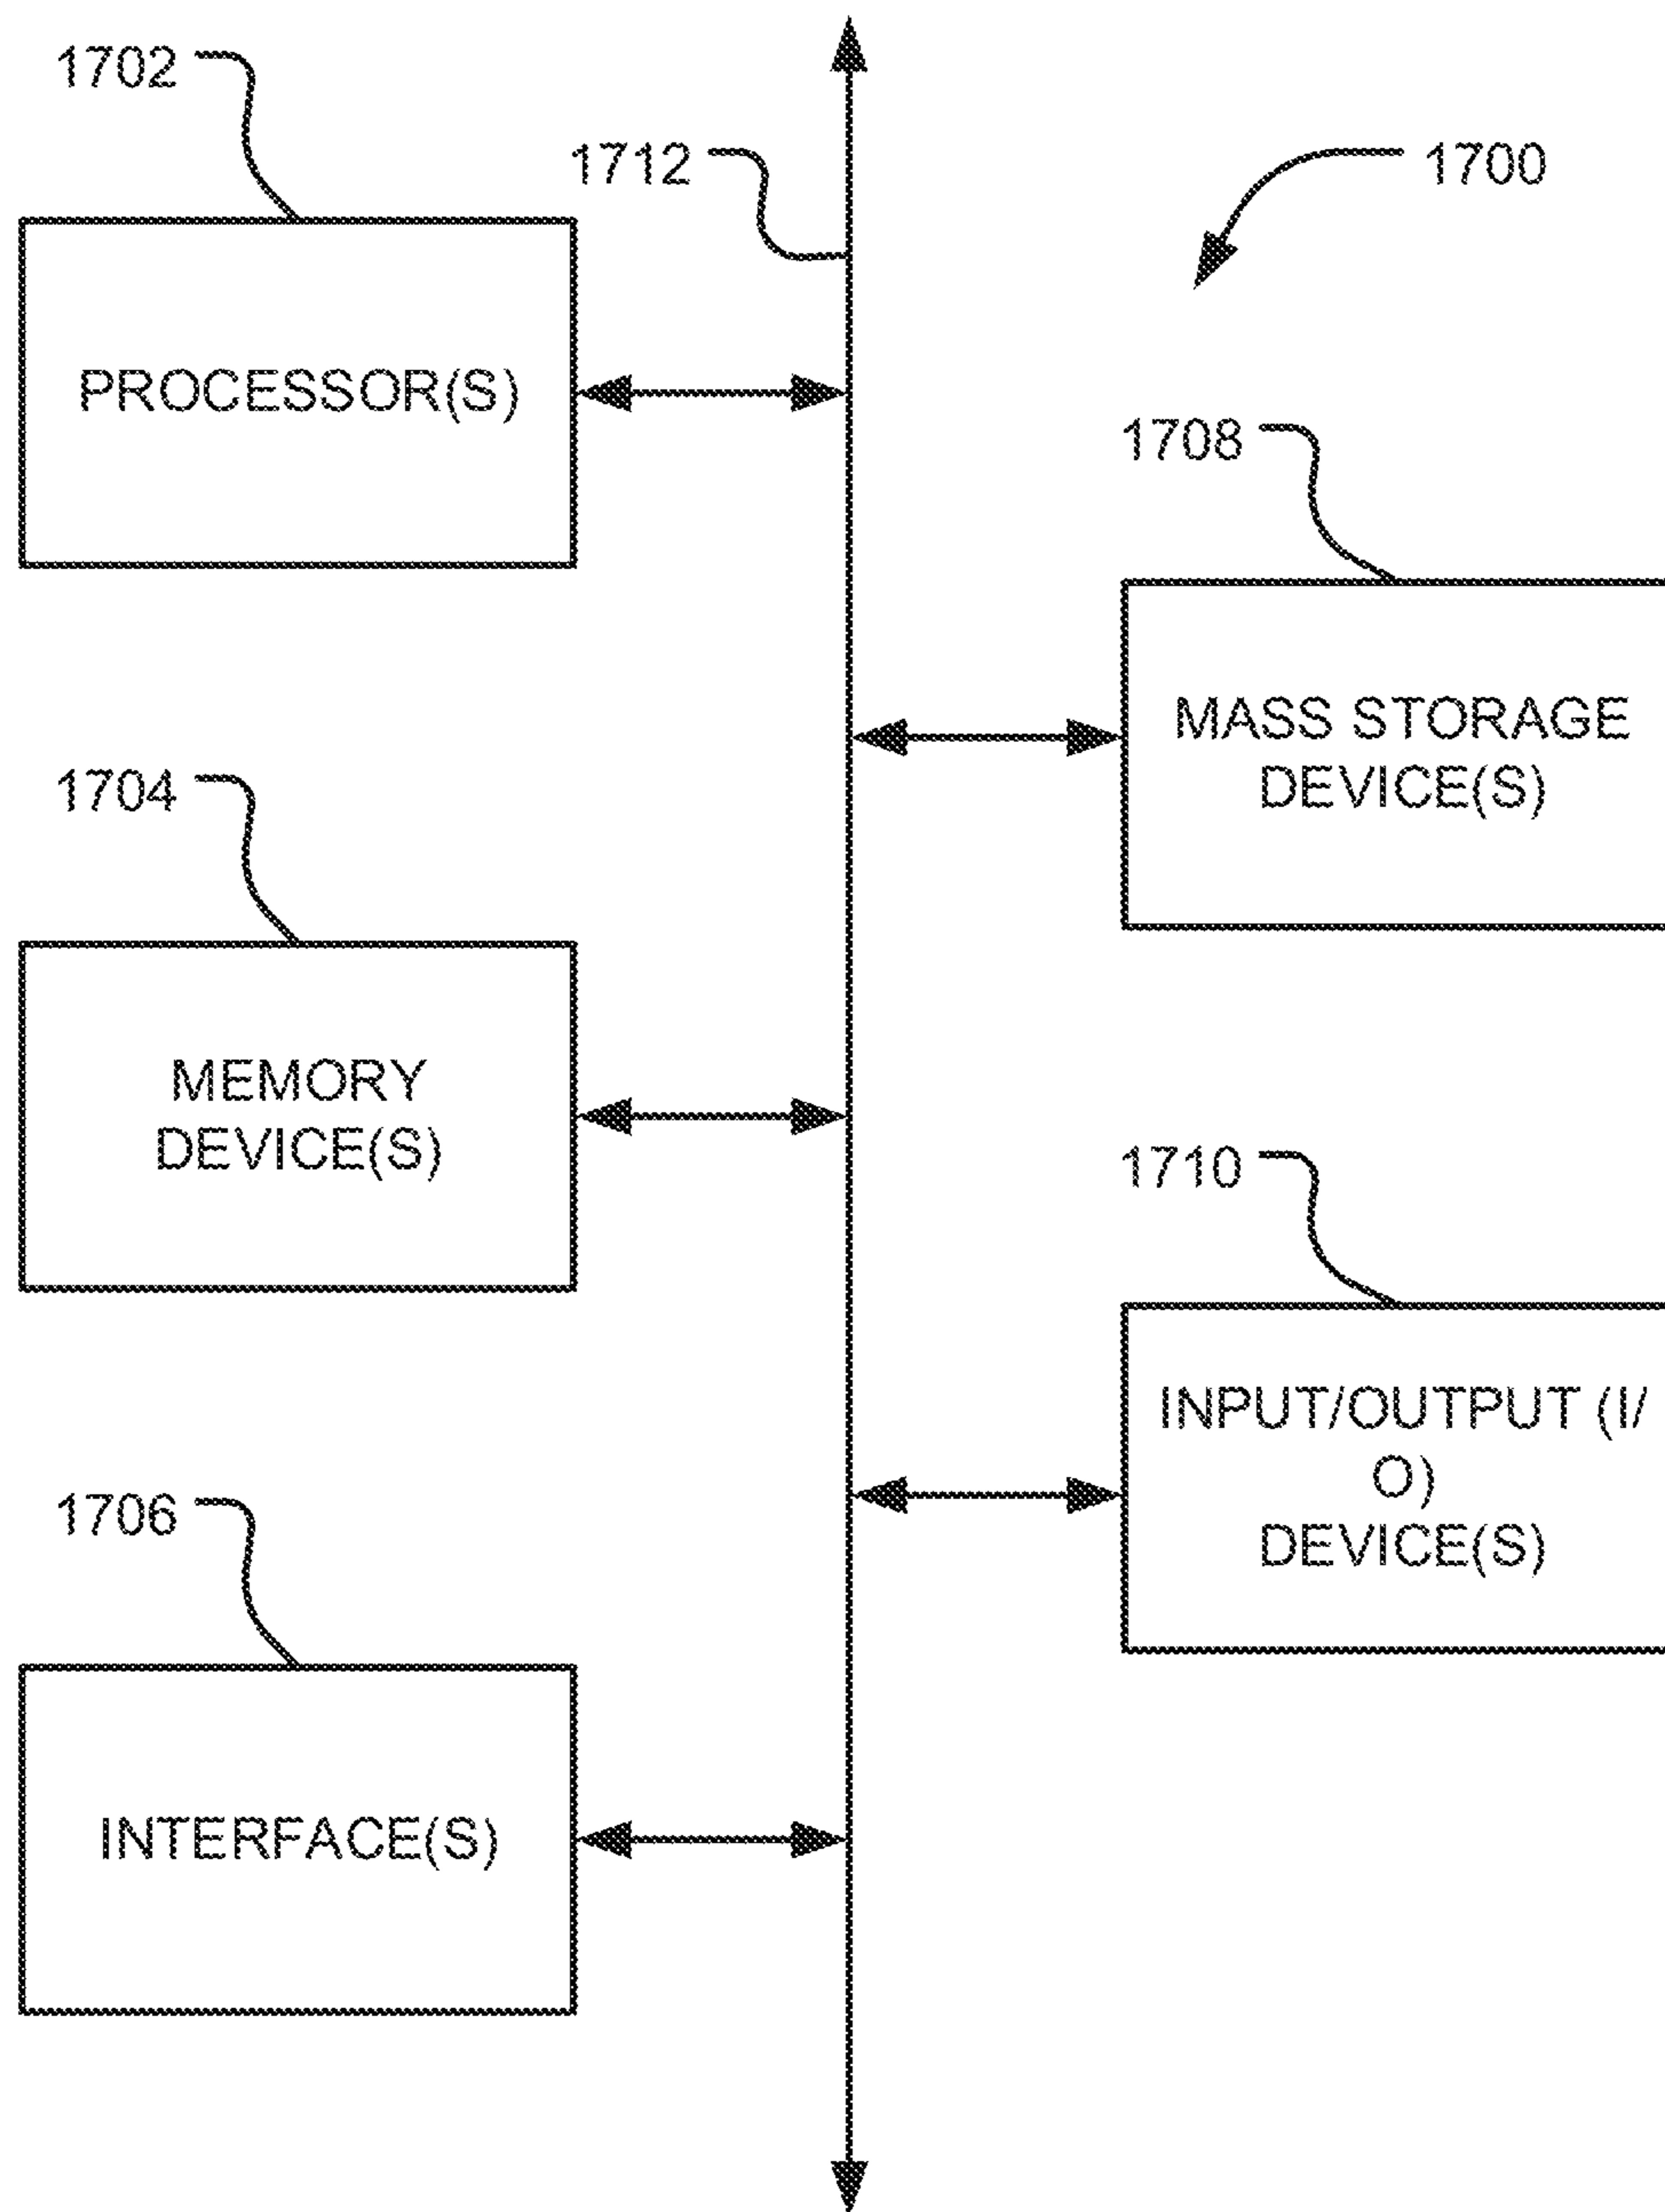 1702
1712
1700
PROCESSOR(S)
1708
MASS STORAGE
DEVICE(S)
1704
MEMORY
DEVICE(S)
1710
INPUT/OUTPUT (I/
O)
DEVICE(S)
1706
INTERFACE(S)